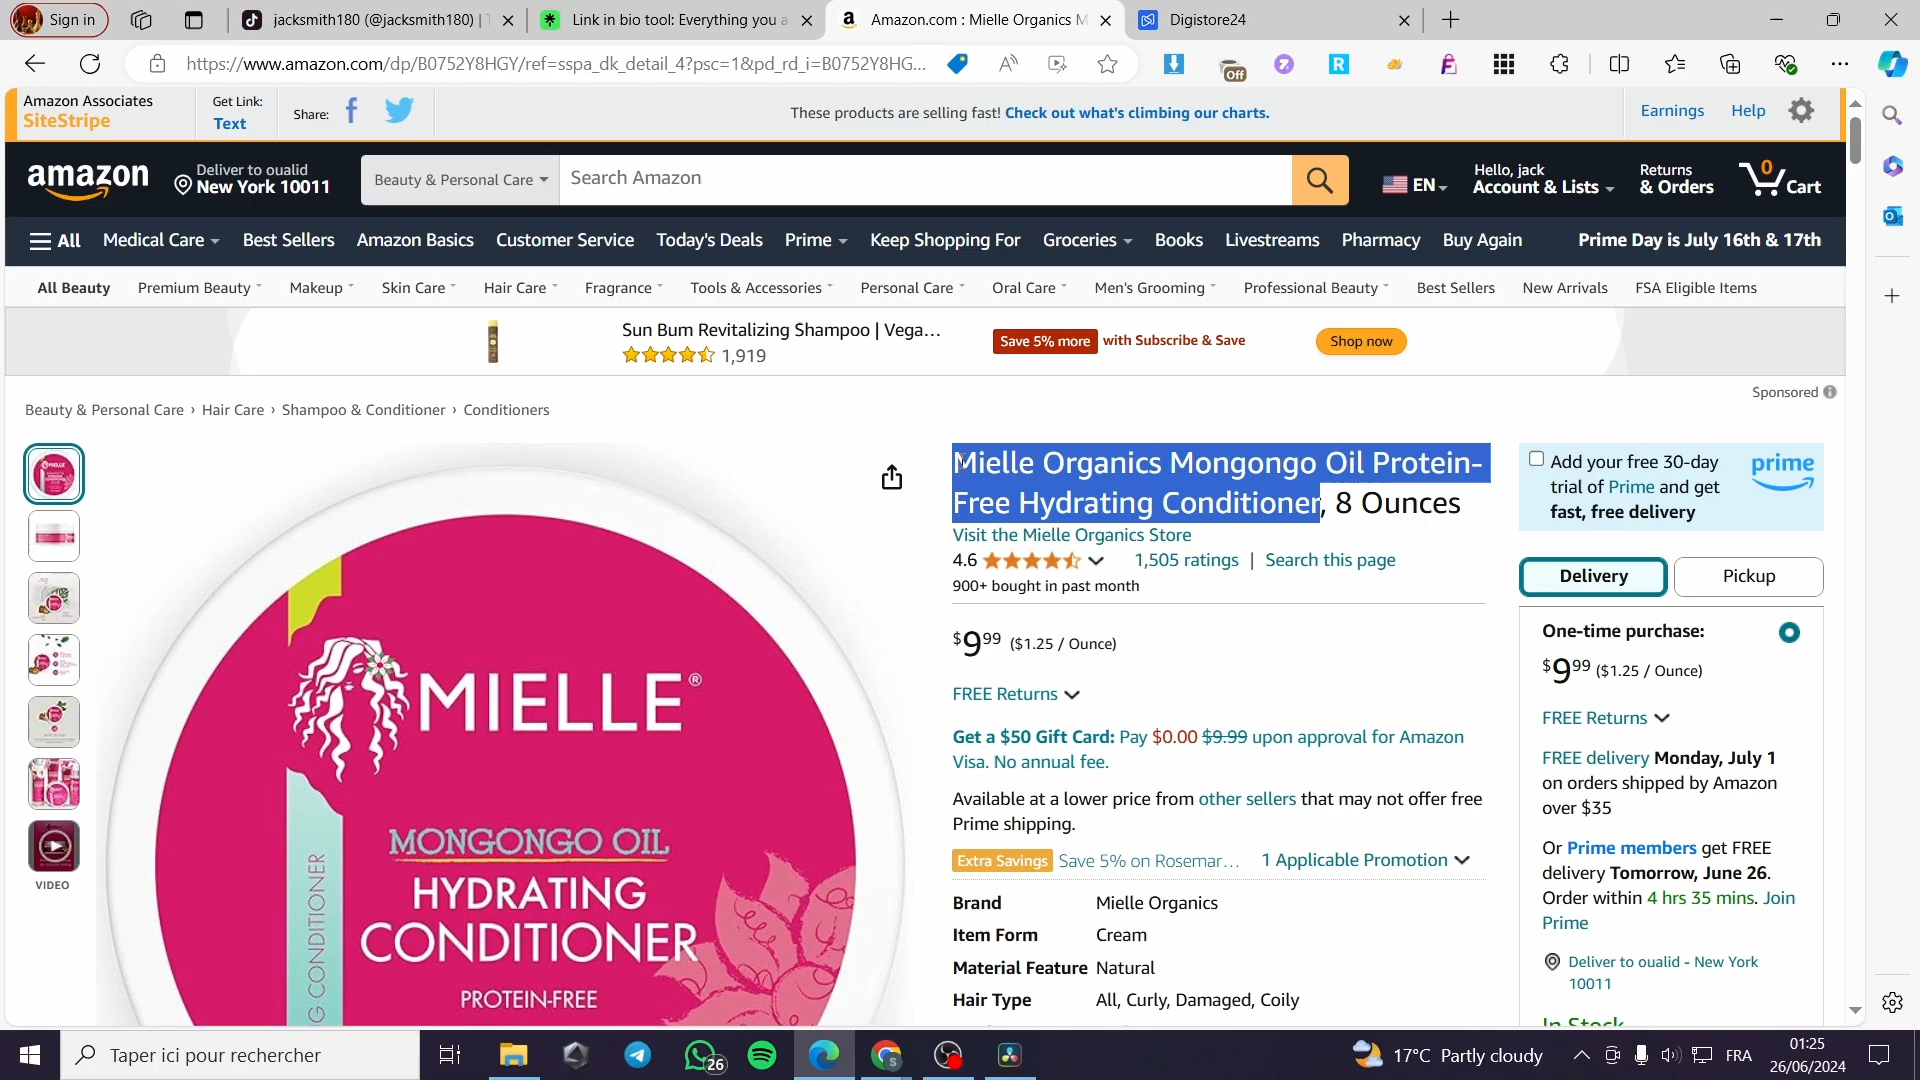 Sign in
jacksmith180 (@jacksmith180) | T
Link in bio tool: Everything you a
Amazon.com : Mielle Organics M
Digistore24
https://www.amazon.com/dp/B0752Y8HGY/ref=sspa_dk_detail_4?psc=1&pd_rd_i=B0752Y8HG...
Off
Amazon Associates
SiteStripe
Get Link:
Text
Share:
These products are selling fast! Check out what's climbing our charts.
Earnings
Help
amazon
Deliver to oualid
New York 10011
Beauty & Personal Care
Search Amazon
EN
Hello, jack
Account & Lists
Returns
& Orders
0
Cart
All
Medical Care
Best Sellers
Amazon Basics
Customer Service
Today's Deals
Prime
Keep Shopping For
Groceries
Books
Livestreams
Pharmacy
Buy Again
Prime Day is July 16th & 17th
All Beauty
Premium Beauty
Makeup
Skin Care
Hair Care
Fragrance
Tools & Accessories
Personal Care
Oral Care
Men's Grooming
Professional Beauty
Best Sellers
New Arrivals
FSA Eligible Items
Sun Bum Revitalizing Shampoo | Vega...
1,919
Save 5% more with Subscribe & Save
Shop now
Sponsored
Beauty & Personal Care › Hair Care › Shampoo & Conditioner › Conditioners
VIDEO
MIELLE®
MONGONGO OIL
HYDRATING
CONDITIONER
PROTEIN-FREE
G CONDITIONER
Mielle Organics Mongongo Oil Protein-
Free Hydrating Conditioner, 8 Ounces
Visit the Mielle Organics Store
4.6
1,505 ratings | Search this page
900+ bought in past month
$999 ($1.25 / Ounce)
FREE Returns
Get a $50 Gift Card: Pay $0.00 $9.99 upon approval for Amazon
Visa. No annual fee.
Available at a lower price from other sellers that may not offer free
Prime shipping.
Extra Savings Save 5% on Rosemar... 1 Applicable Promotion
Brand Mielle Organics
Item Form Cream
Material Feature Natural
Hair Type All, Curly, Damaged, Coily
Add your free 30-day
trial of Prime and get
fast, free delivery
prime
Delivery
Pickup
One-time purchase:
$999 ($1.25 / Ounce)
FREE Returns
FREE delivery Monday, July 1
on orders shipped by Amazon
over $35
Or Prime members get FREE
delivery Tomorrow, June 26.
Order within 4 hrs 35 mins. Join
Prime
Deliver to oualid - New York
10011
In Stock
Taper ici pour rechercher
26
17°C Partly cloudy
FRA
01:25
26/06/2024